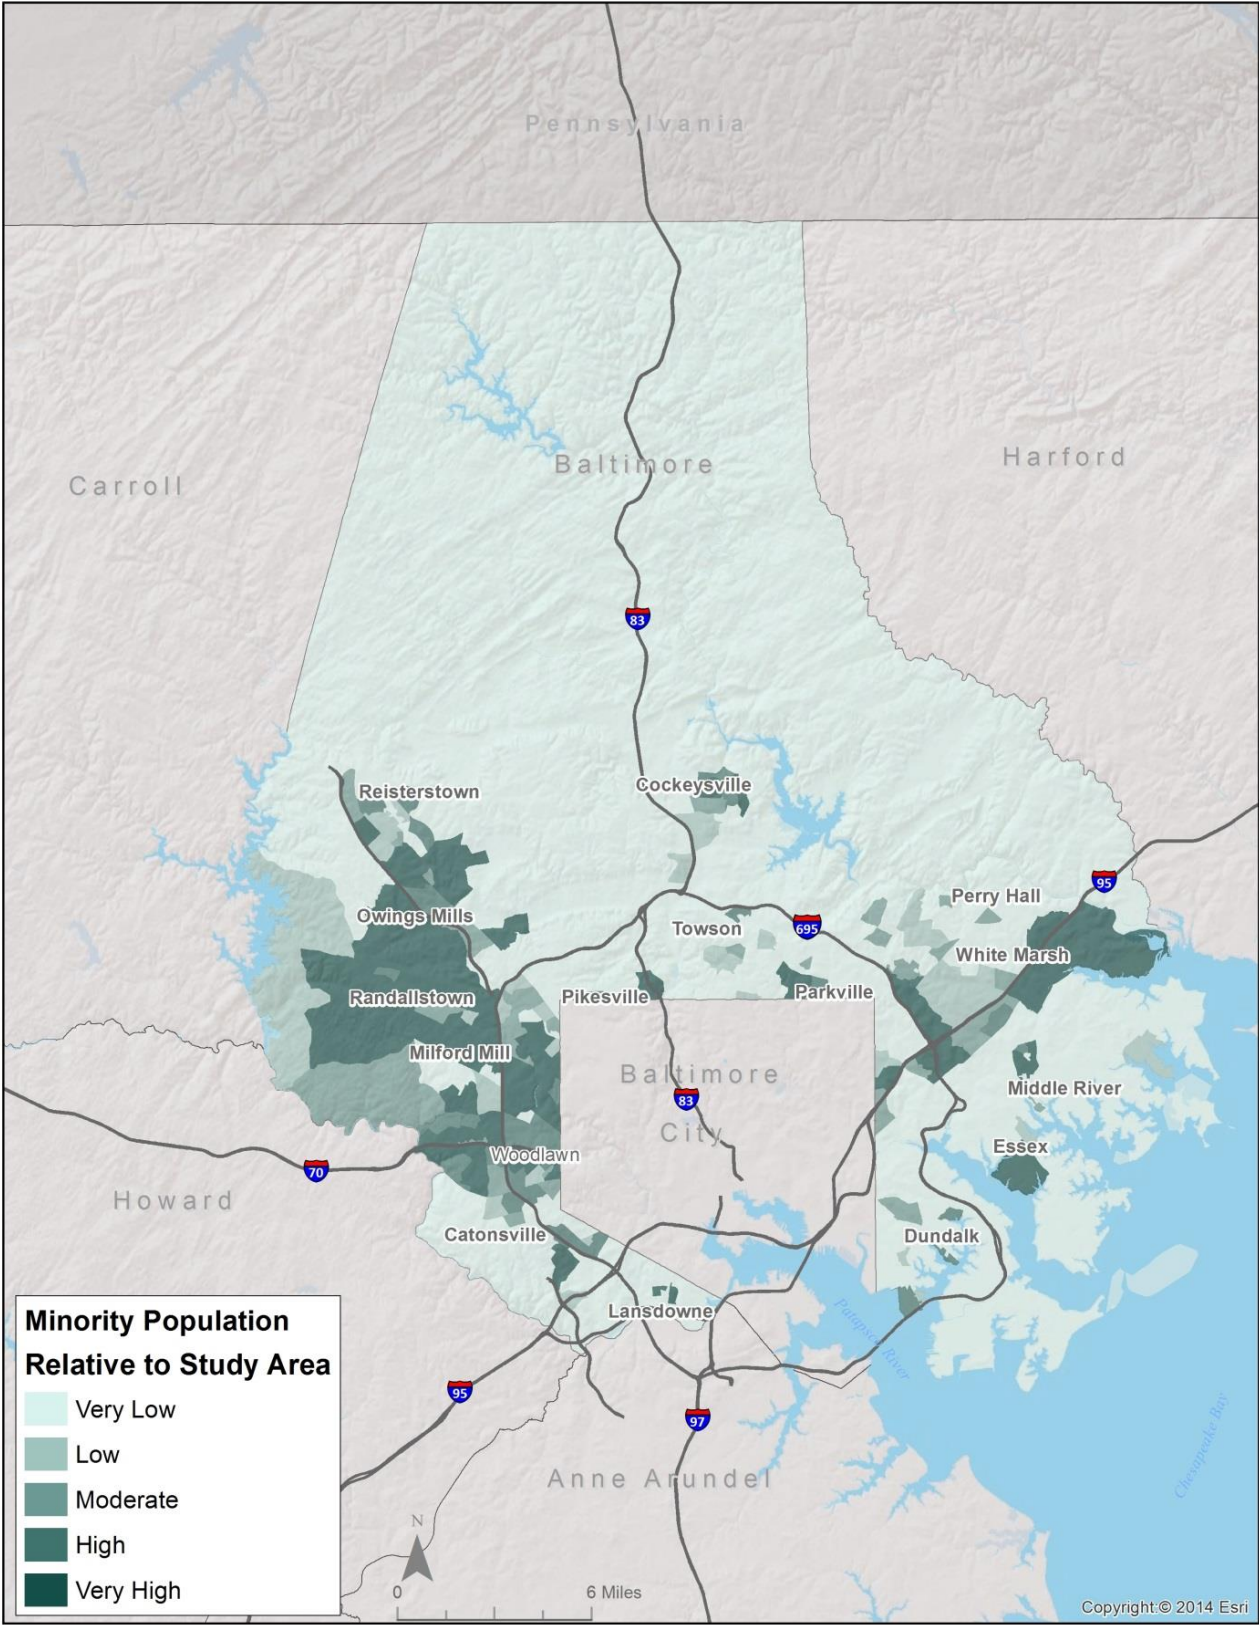 Pennsylvania
Baltimore
Harford
Carroll
83
Reisterstown
Cockeysville
95
Perry Hall
Owings Mills
Towson
695
White Marsh
Randallstown
Pikesville
Parkville
Milford Mill
Baltimore
City
83
Middle River
Essex
Woodlawn
70
Howard
Catonsville
Dundalk
Lansdowne
Patapsco River
95
97
Anne Arundel
Chesapeake Bay
Minority Population
Relative to Study Area
Very Low
Low
Moderate
High
Very High
N
0 6 Miles
Copyright:© 2014 Esri